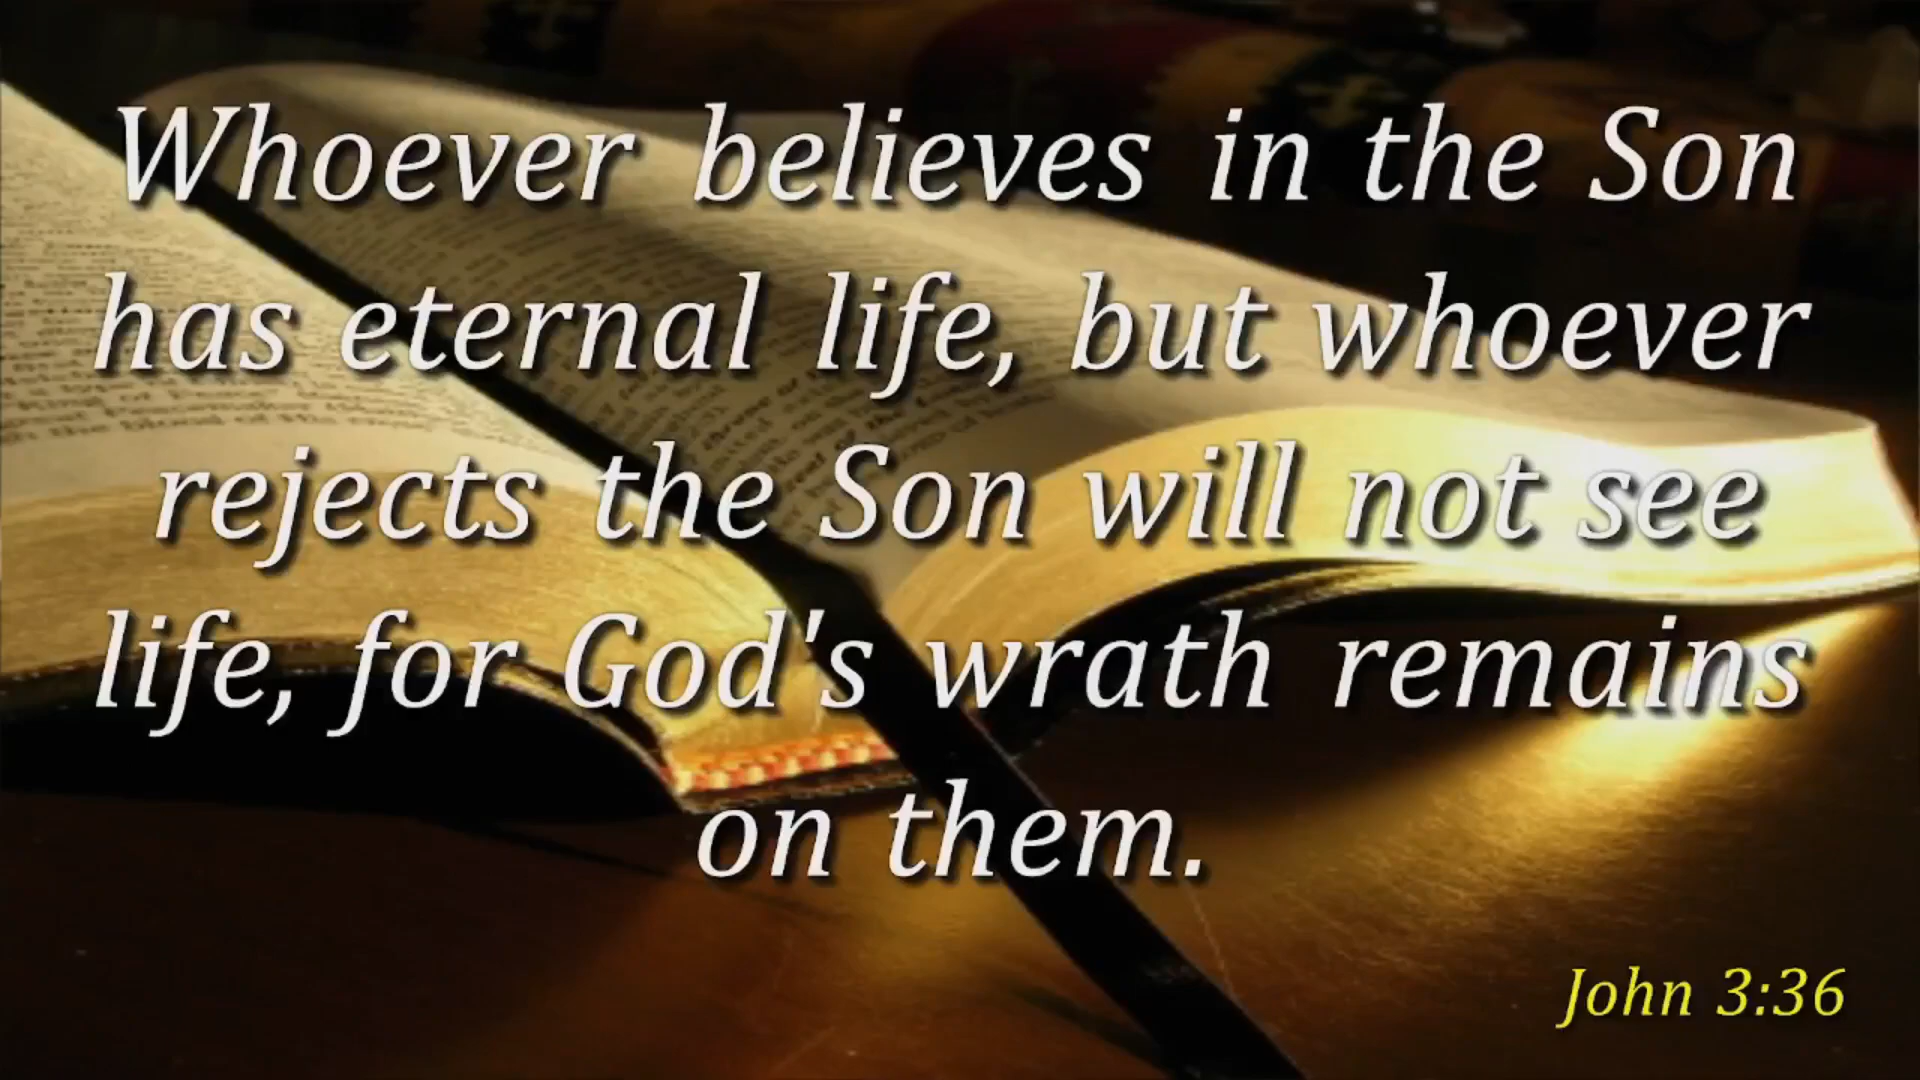 Whoever believes in the Son
has eternal life, but whoever
rejects the Son will not see
life, for God's wrath remains
on them.
John 3:36